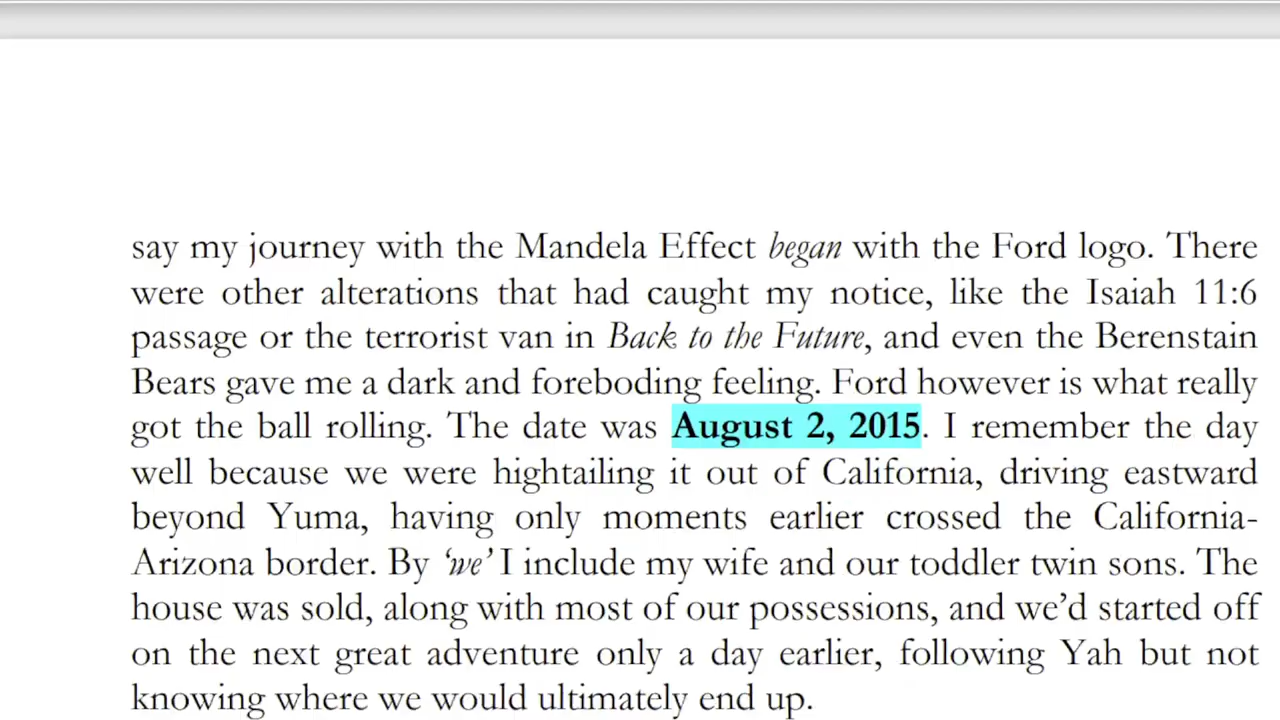 say my journey with the Mandela Effect began with the Ford logo. There
were other alterations that had caught my notice, like the Isaiah 11:6
passage or the terrorist van in Back to the Future, and even the Berenstain
Bears gave me a dark and foreboding feeling. Ford however is what really
got the ball rolling. The date was August 2, 2015. I remember the day
well because we were hightailing it out of California, driving eastward
beyond Yuma, having only moments earlier crossed the California-
Arizona border. By ‘we’ I include my wife and our toddler twin sons. The
house was sold, along with most of our possessions, and we’d started off
on the next great adventure only a day earlier, following Yah but not
knowing where we would ultimately end up.